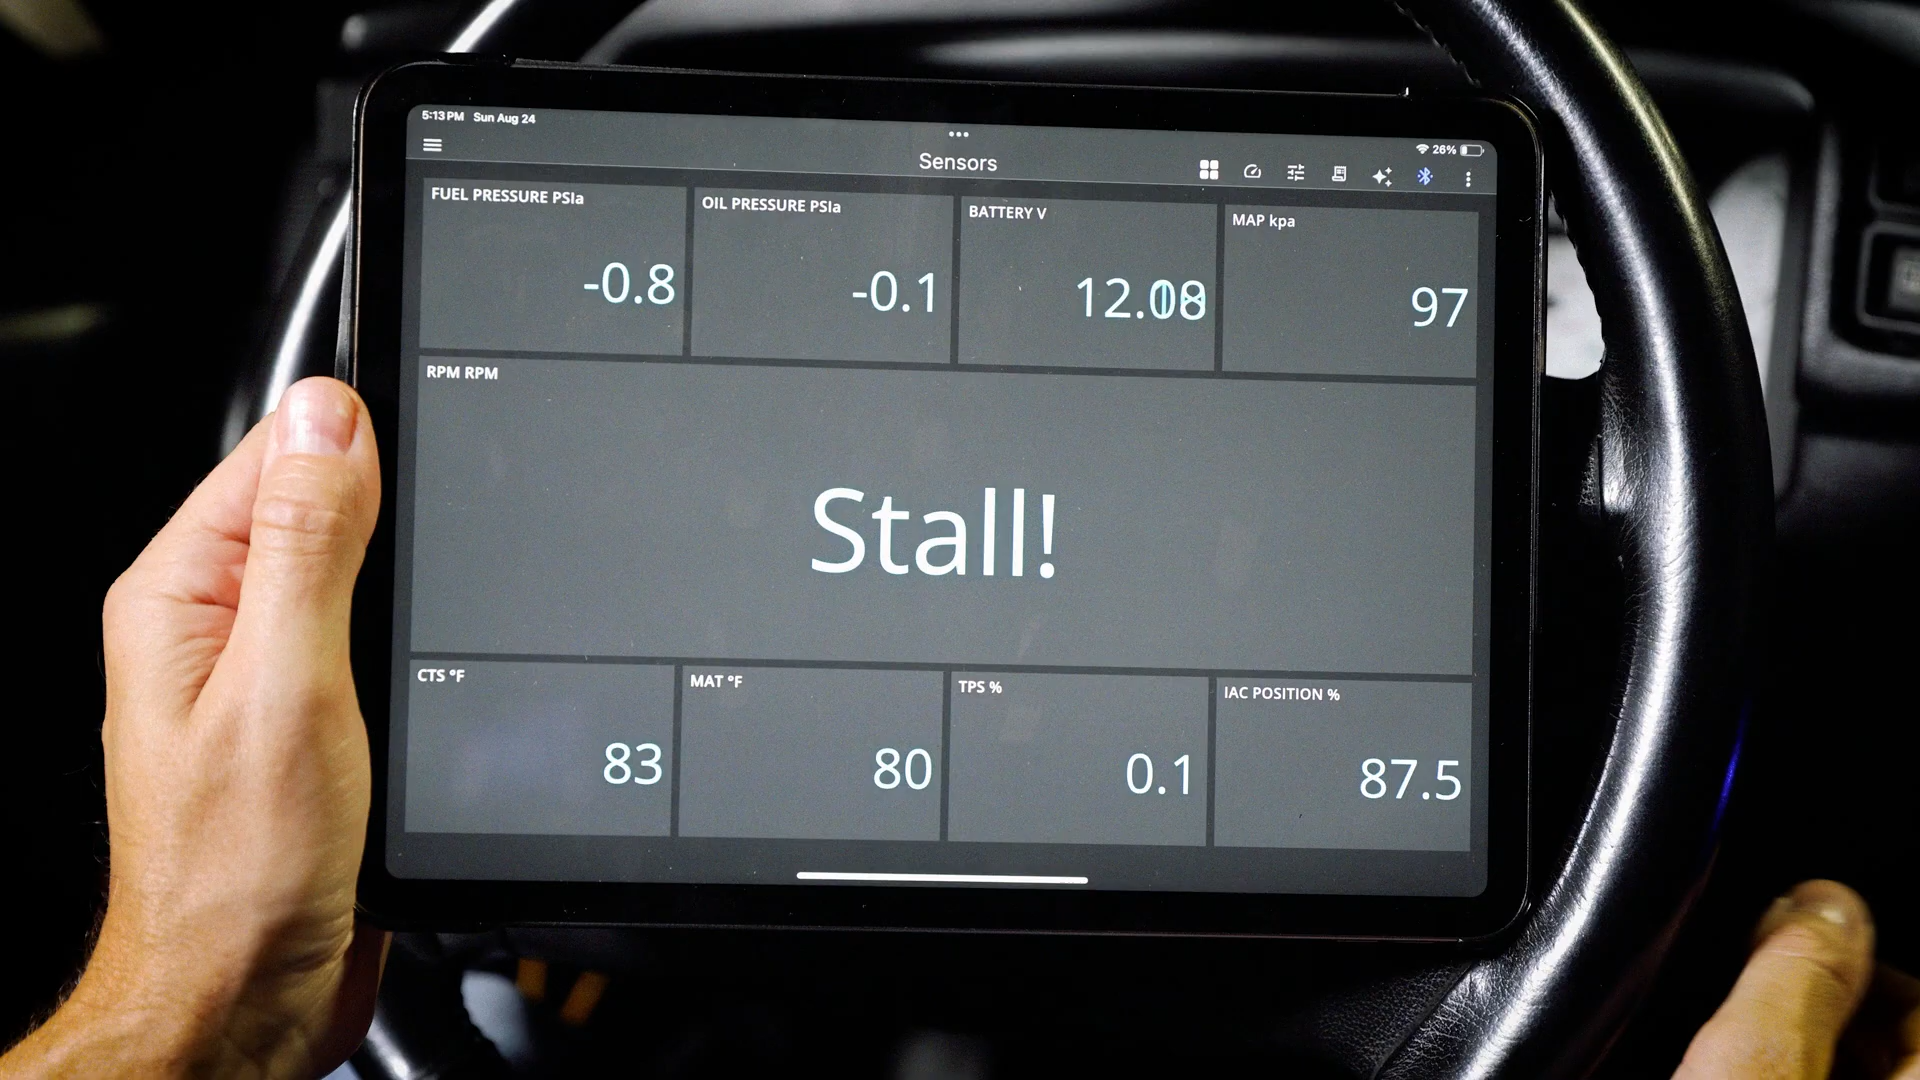 5:13 PM Sun Aug 24
26%
Sensors
FUEL PRESSURE PSIa
OIL PRESSURE PSIa
BATTERY V
MAP kpa
-0.8
-0.1
97
RPM RPM
Stall!
CTS °F
MAT °F
TPS %
IAC POSITION %
83
80
0.1
87.5